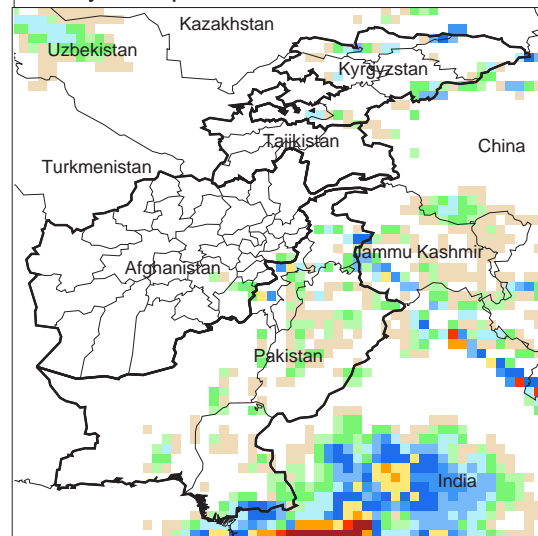 Kazakhstan
Uzbekistan
Kyrgyzstan
Tajikistan
China
Turkmenistan
Jammu Kashmir
Afghanistan
Pakistan
India